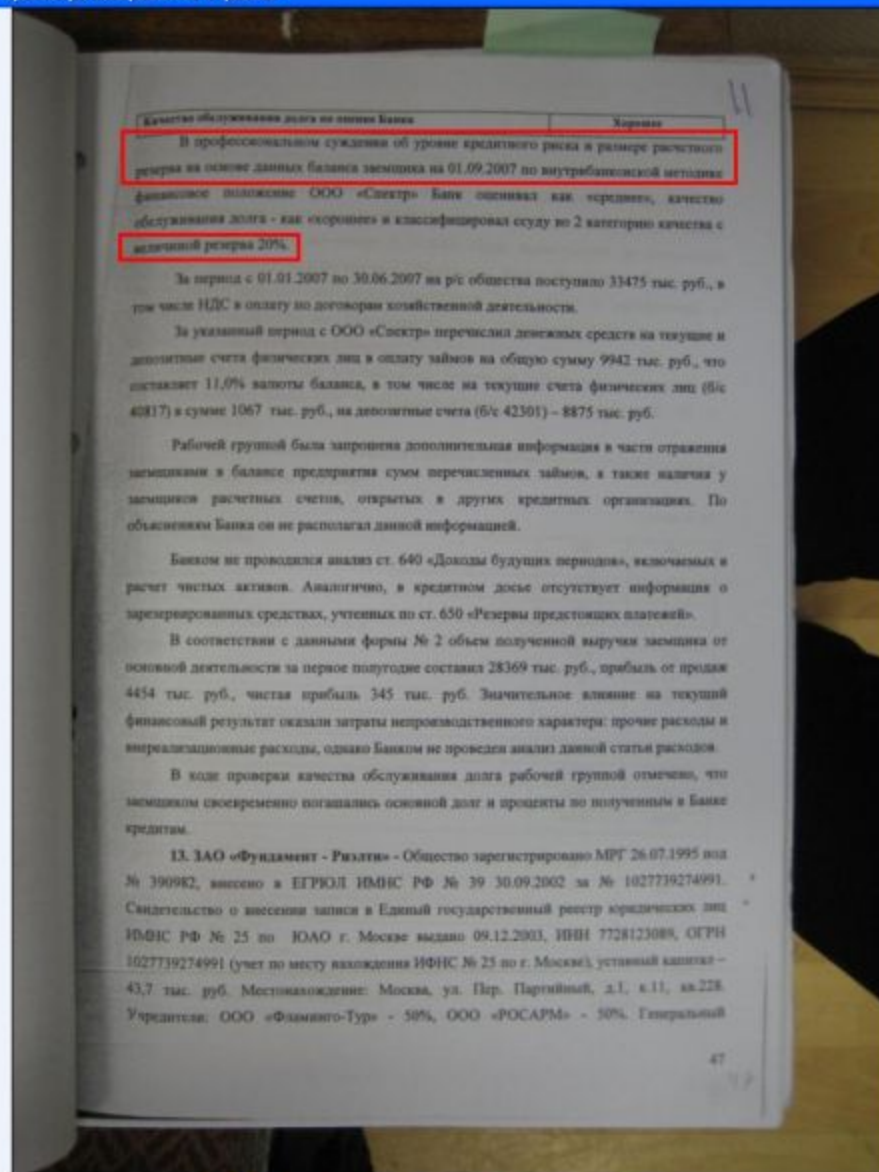 11
Качество обслуживания долга по оценке Банка Хорошее
В профессиональном суждении об уровне кредитного риска и размере расчетного
резерва на основе данных баланса заемщика на 01.09.2007 по внутрибанковской методике
финансовое положение ООО «Спектр» Банк оценивал как «среднее», качество
обслуживания долга - как «хорошее» и классифицировал ссуду во 2 категорию качества с
величиной резерва 20%.
За период с 01.01.2007 по 30.06.2007 на р/с общества поступило 33475 тыс. руб., в
том числе НДС в оплату по договорам хозяйственной деятельности.
За указанный период с ООО «Спектр» перечислил денежных средств на текущие и
депозитные счета физических лиц в оплату займов на общую сумму 9942 тыс. руб., что
составляет 11,0% валюты баланса, в том числе на текущие счета физических лиц (б/с
40817) в сумме 1067 тыс. руб., на депозитные счета (б/с 42301) – 8875 тыс. руб.
Рабочей группой была запрошена дополнительная информация в части отражения
заемщиками в балансе предприятия сумм перечисленных займов, а также наличия у
заемщиков расчетных счетов, открытых в других кредитных организациях. По
объяснениям Банка он не располагал данной информацией.
Банком не проводился анализ ст. 640 «Доходы будущих периодов», включаемых в
расчет чистых активов. Аналогично, в кредитном досье отсутствует информация о
зарезервированных средствах, учтенных по ст. 650 «Резервы предстоящих платежей».
В соответствии с данными формы № 2 объем полученной выручки заемщика от
основной деятельности за первое полугодие составил 28369 тыс. руб., прибыль от продаж
4454 тыс. руб., чистая прибыль 345 тыс. руб. Значительное влияние на текущий
финансовый результат оказали затраты непроизводственного характера: прочие расходы и
внереализационные расходы, однако Банком не проведен анализ данной статьи расходов.
В ходе проверки качества обслуживания долга рабочей группой отмечено, что
заемщиком своевременно погашались основной долг и проценты по полученным в Банке
кредитам.
13. ЗАО «Фундамент - Риэлти» - Общество зарегистрировано МРГ 26.07.1995 под
№ 390982, внесено в ЕГРЮЛ ИМНС РФ № 39 30.09.2002 за № 1027739274991.
Свидетельство о внесении записи в Единый государственный реестр юридических лиц
ИМНС РФ № 25 по ЮАО г. Москве выдано 09.12.2003, ИНН 7728123089, ОГРН
1027739274991 (учет по месту нахождения ИФНС № 25 по г. Москве), уставный капитал –
43,7 тыс. руб. Местонахождение: Москва, ул. Пер. Партийный, д.1, к.11, кв.228.
Учредители: ООО «Фламинго-Тур» - 50%, ООО «РОСАРМ» - 50%. Генеральный
47